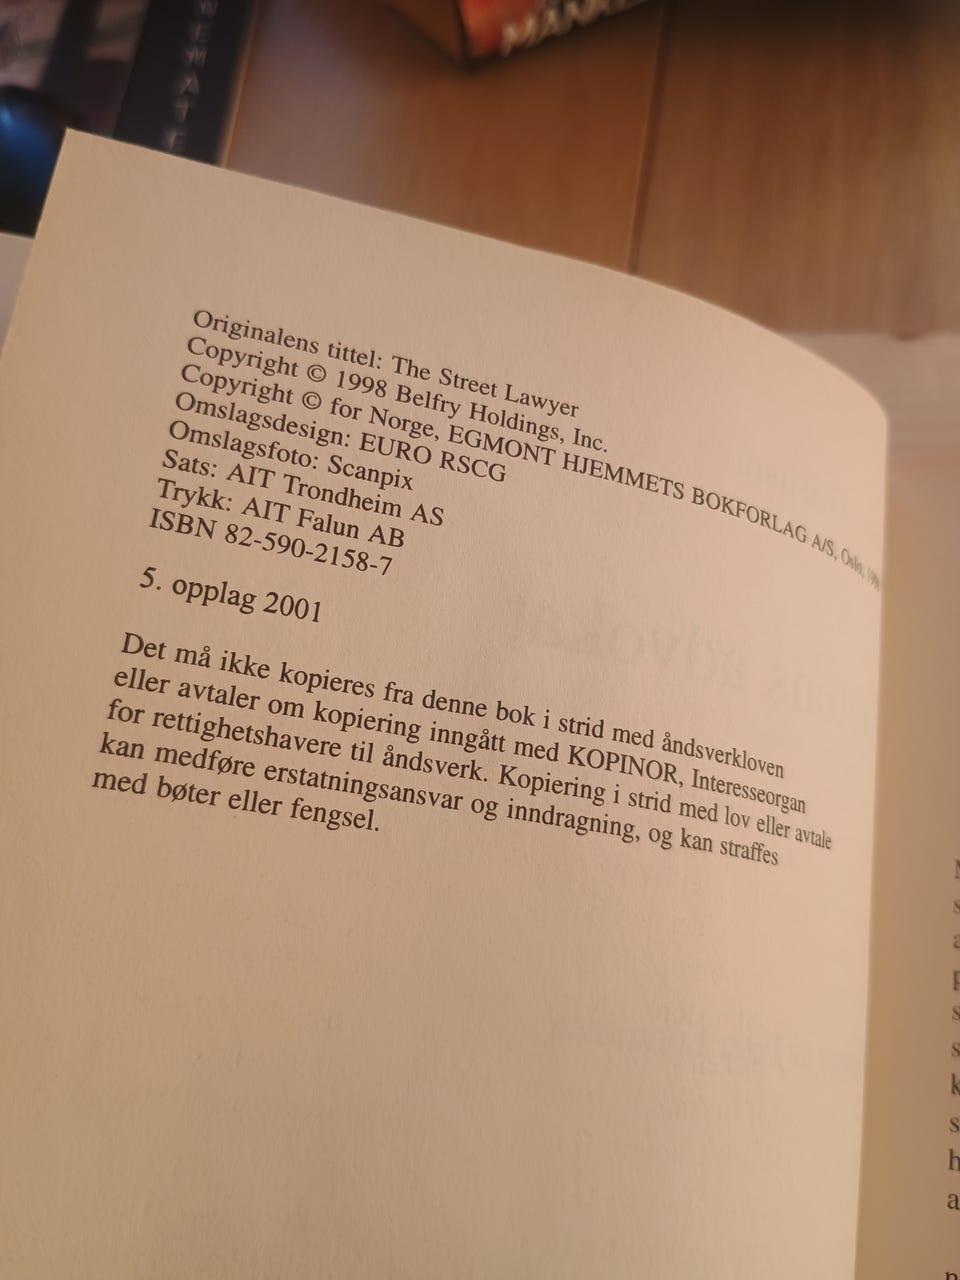 Originalens tittel: The Street Lawyer
Copyright © 1998 Belfry Holdings, Inc.
Copyright © for Norge, EGMONT HJEMMETS BOKFORLAG A/S, Oslo,
Omslagsdesign: EURO RSCG
Omslagsfoto: Scanpix
Sats: AIT Trondheim AS
Trykk: AIT Falun AB
ISBN 82-590-2158-7
5. opplag 2001
Det må ikke kopieres fra denne bok i strid med åndsverkloven
eller avtaler om kopiering inngått med KOPINOR, Interesseorgan
for rettighetshavere til åndsverk. Kopiering i strid med lov eller avtale
kan medføre erstatningsansvar og inndragning, og kan straffes
med bøter eller fengsel.